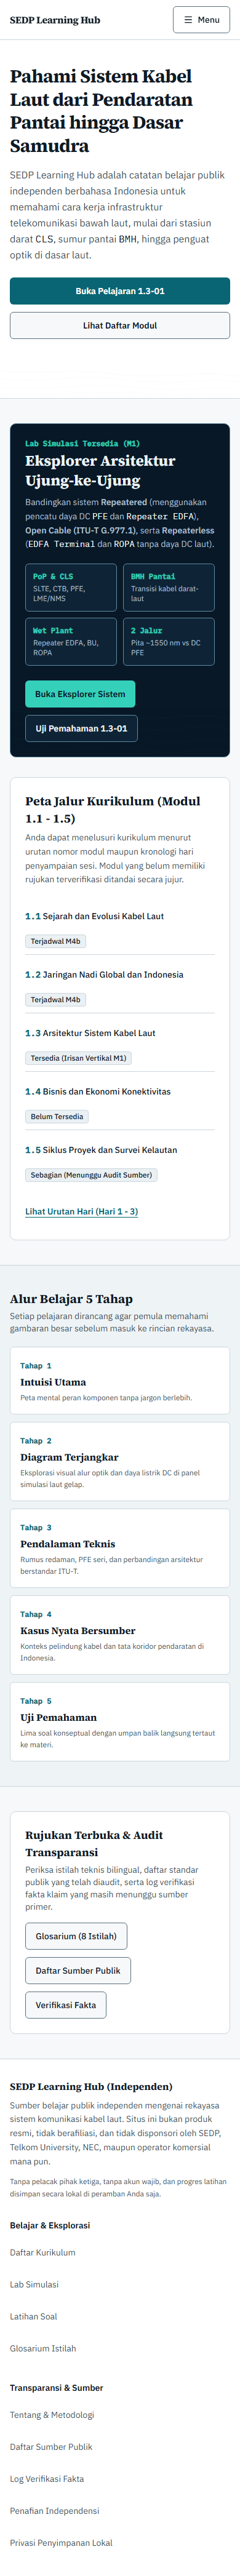 SEDP Learning Hub
☰ Menu
Pahami Sistem Kabel
Laut dari Pendaratan
Pantai hingga Dasar
Samudra
SEDP Learning Hub adalah catatan belajar publik
independen berbahasa Indonesia untuk
memahami cara kerja infrastruktur
telekomunikasi bawah laut, mulai dari stasiun
darat CLS, sumur pantai BMH, hingga penguat
optik di dasar laut.
Buka Pelajaran 1.3-01
Lihat Daftar Modul
Lab Simulasi Tersedia (M1)
Eksplorer Arsitektur
Ujung-ke-Ujung
Bandingkan sistem Repeatered (menggunakan
pencatu daya DC PFE dan Repeater EDFA),
Open Cable (ITU-T G.977.1), serta Repeaterless
(EDFA Terminal dan ROPA tanpa daya DC laut).
PoP & CLS
SLTE, CTB, PFE,
LME/NMS
BMH Pantai
Transisi kabel darat-
laut
Wet Plant
Repeater EDFA, BU,
ROPA
2 Jalur
Pita ~1550 nm vs DC
PFE
Buka Eksplorer Sistem
Uji Pemahaman 1.3-01
Peta Jalur Kurikulum (Modul
1.1 - 1.5)
Anda dapat menelusuri kurikulum menurut
urutan nomor modul maupun kronologi hari
penyampaian sesi. Modul yang belum memiliki
rujukan terverifikasi ditandai secara jujur.
1.1 Sejarah dan Evolusi Kabel Laut
Terjadwal M4b
1.2 Jaringan Nadi Global dan Indonesia
Terjadwal M4b
1.3 Arsitektur Sistem Kabel Laut
Tersedia (Irisan Vertikal M1)
1.4 Bisnis dan Ekonomi Konektivitas
Belum Tersedia
1.5 Siklus Proyek dan Survei Kelautan
Sebagian (Menunggu Audit Sumber)
Lihat Urutan Hari (Hari 1 - 3)
Alur Belajar 5 Tahap
Setiap pelajaran dirancang agar pemula memahami
gambaran besar sebelum masuk ke rincian rekayasa.
Tahap 1
Intuisi Utama
Peta mental peran komponen tanpa jargon berlebih.
Tahap 2
Diagram Terjangkar
Eksplorasi visual alur optik dan daya listrik DC di panel
simulasi laut gelap.
Tahap 3
Pendalaman Teknis
Rumus redaman, PFE seri, dan perbandingan arsitektur
berstandar ITU-T.
Tahap 4
Kasus Nyata Bersumber
Konteks pelindung kabel dan tata koridor pendaratan di
Indonesia.
Tahap 5
Uji Pemahaman
Lima soal konseptual dengan umpan balik langsung tertaut
ke materi.
Rujukan Terbuka & Audit
Transparansi
Periksa istilah teknis bilingual, daftar standar
publik yang telah diaudit, serta log verifikasi
fakta klaim yang masih menunggu sumber
primer.
Glosarium (8 Istilah)
Daftar Sumber Publik
Verifikasi Fakta
SEDP Learning Hub (Independen)
Sumber belajar publik independen mengenai rekayasa
sistem komunikasi kabel laut. Situs ini bukan produk
resmi, tidak berafiliasi, dan tidak disponsori oleh SEDP,
Telkom University, NEC, maupun operator komersial
mana pun.
Tanpa pelacak pihak ketiga, tanpa akun wajib, dan progres latihan
disimpan secara lokal di peramban Anda saja.
Belajar & Eksplorasi
Daftar Kurikulum
Lab Simulasi
Latihan Soal
Glosarium Istilah
Transparansi & Sumber
Tentang & Metodologi
Daftar Sumber Publik
Log Verifikasi Fakta
Penafian Independensi
Privasi Penyimpanan Lokal